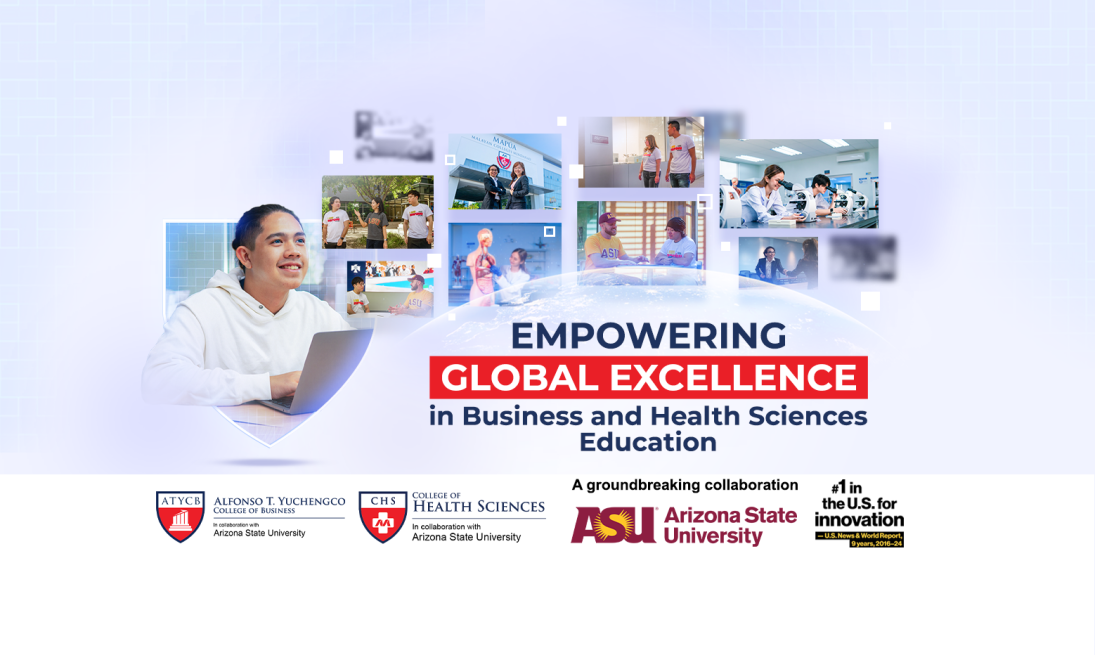 MAPUA
ASU
EMPOWERING
GLOBAL EXCELLENCE
in Business and Health Sciences
Education
ATYCB
ALFONSO T. YUCHENGCO
COLLEGE OF BUSINESS
In collaboration with
Arizona State University
CHS
COLLEGE OF
HEALTH SCIENCES
In collaboration with
Arizona State University
A groundbreaking collaboration
ASU Arizona State
University
#1 in
the U.S. for
innovation
— U.S. News & World Report,
9 years, 2016–24